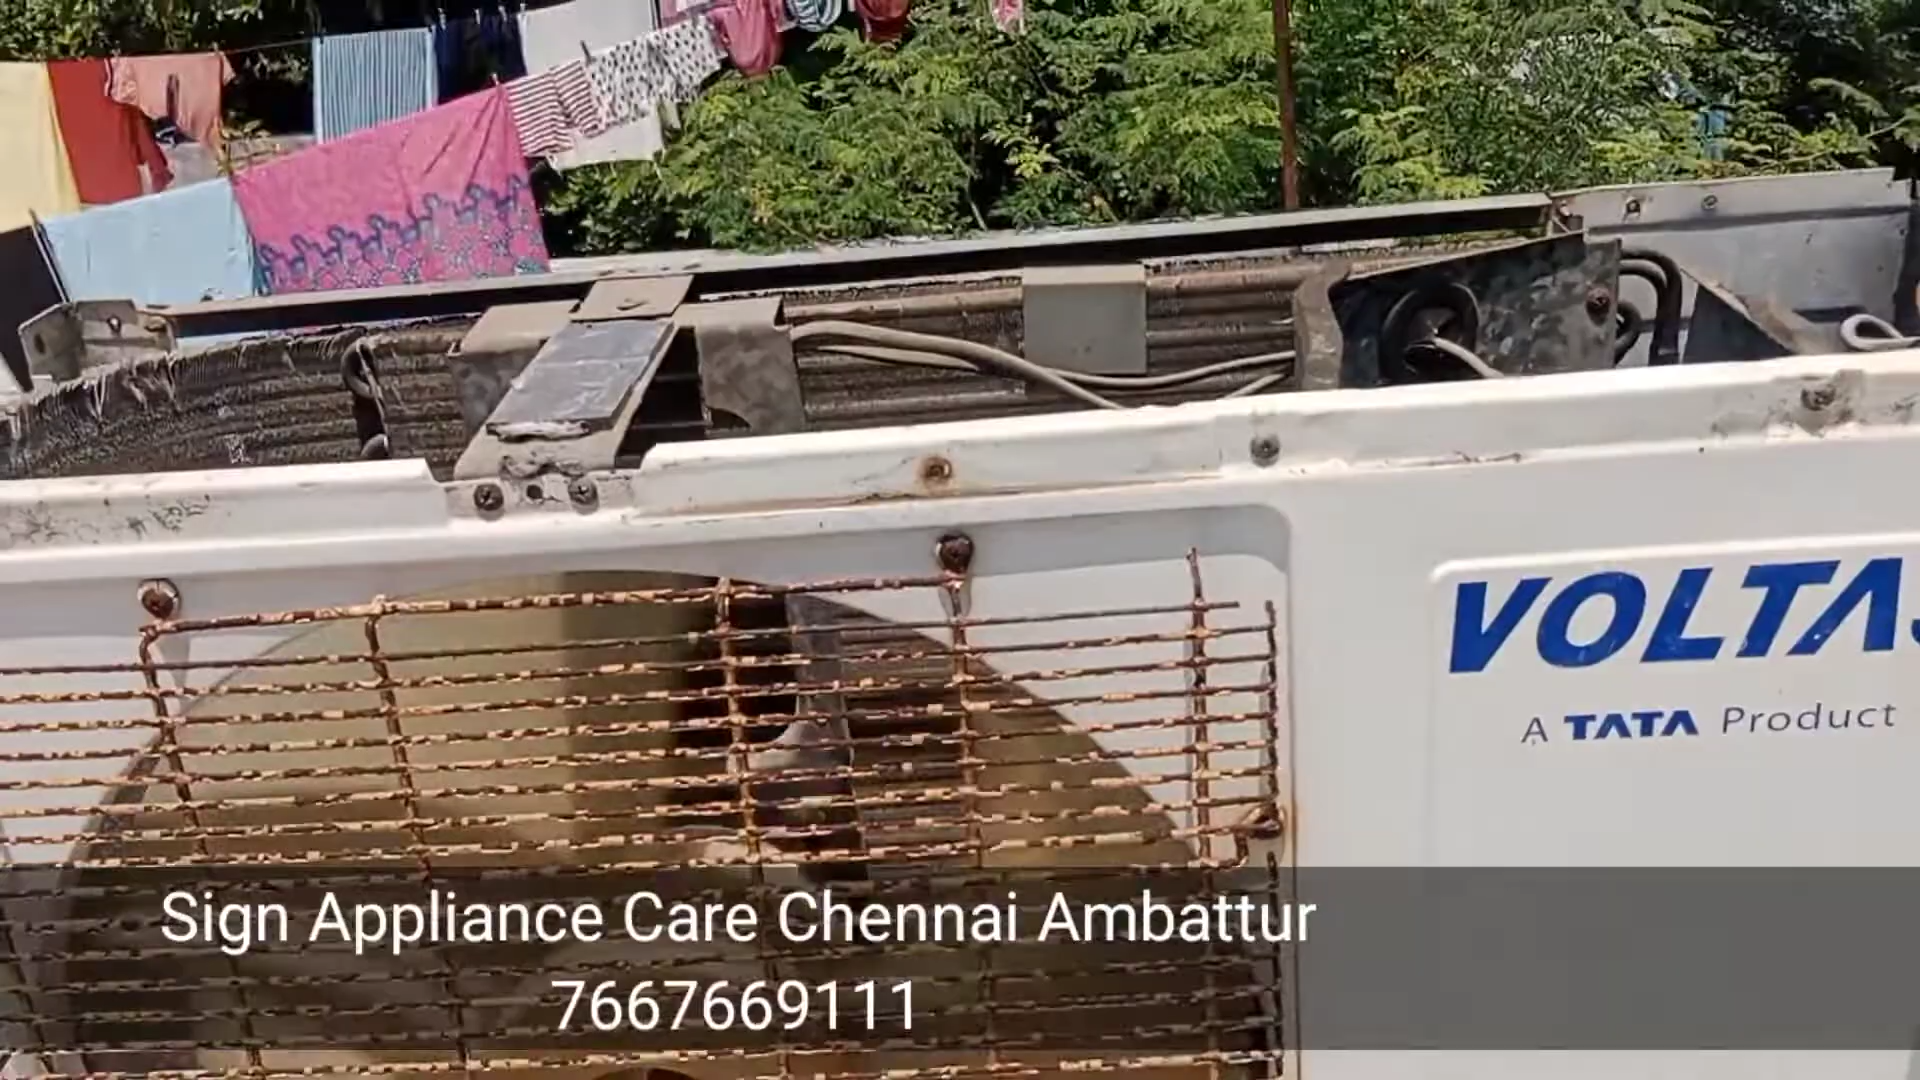 VOLTAS
A TATA Product
Sign Appliance Care Chennai Ambattur
7667669111